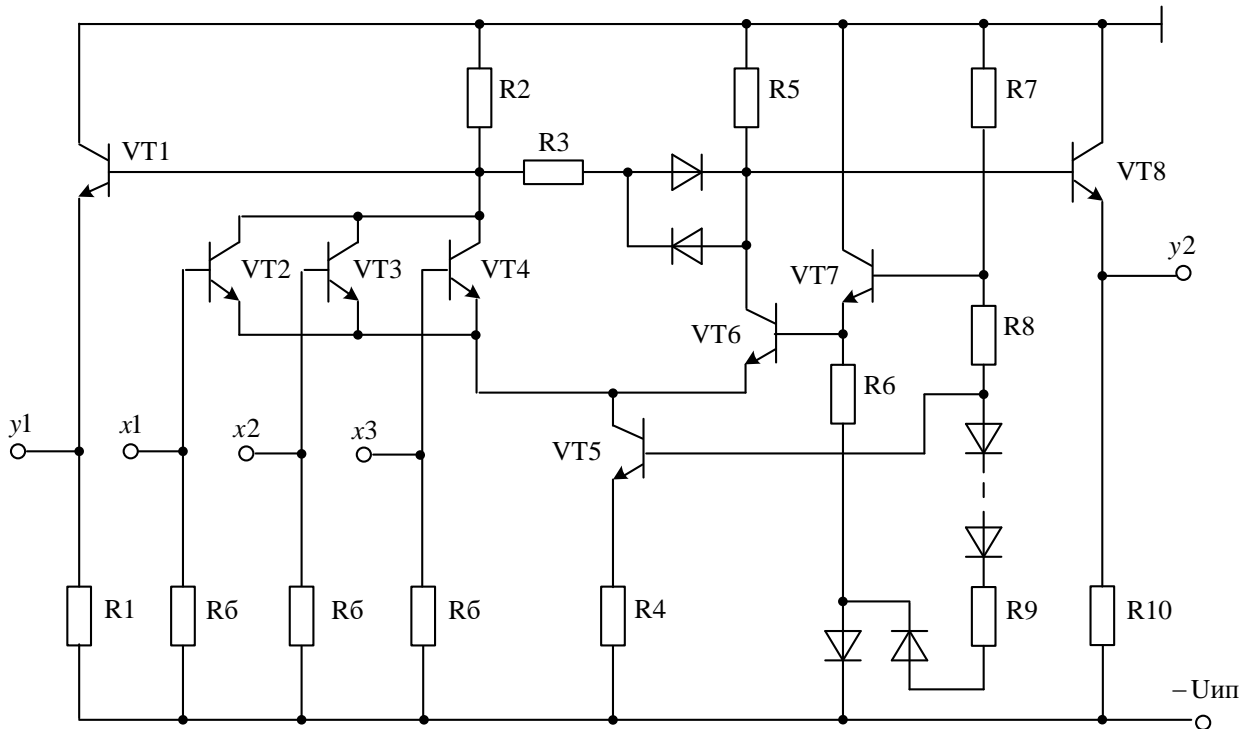 R2
R5
R7
VT1
R3
VT8
VT2
VT3
VT4
VT7
y2
VT6
R8
R6
y1
x1
x2
x3
VT5
R1
Rб
Rб
Rб
R4
R9
R10
– Uип